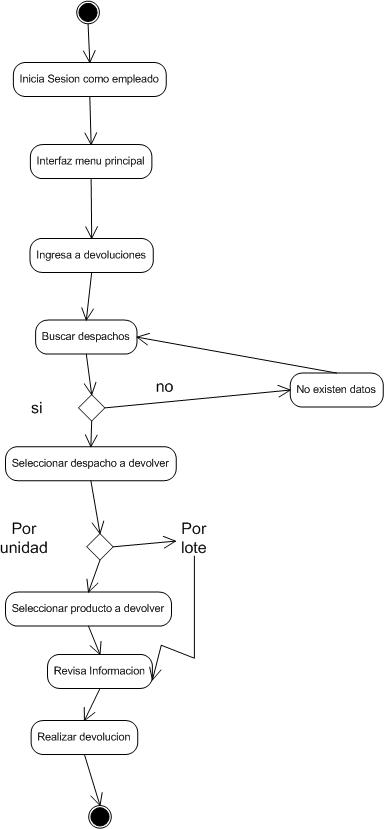 Inicia Sesion como empleado
Interfaz menu principal
Ingresa a devoluciones
Buscar despachos
no
No existen datos
si
Seleccionar despacho a devolver
Por
unidad
Por
lote
Seleccionar producto a devolver
Revisa Informacion
Realizar devolucion